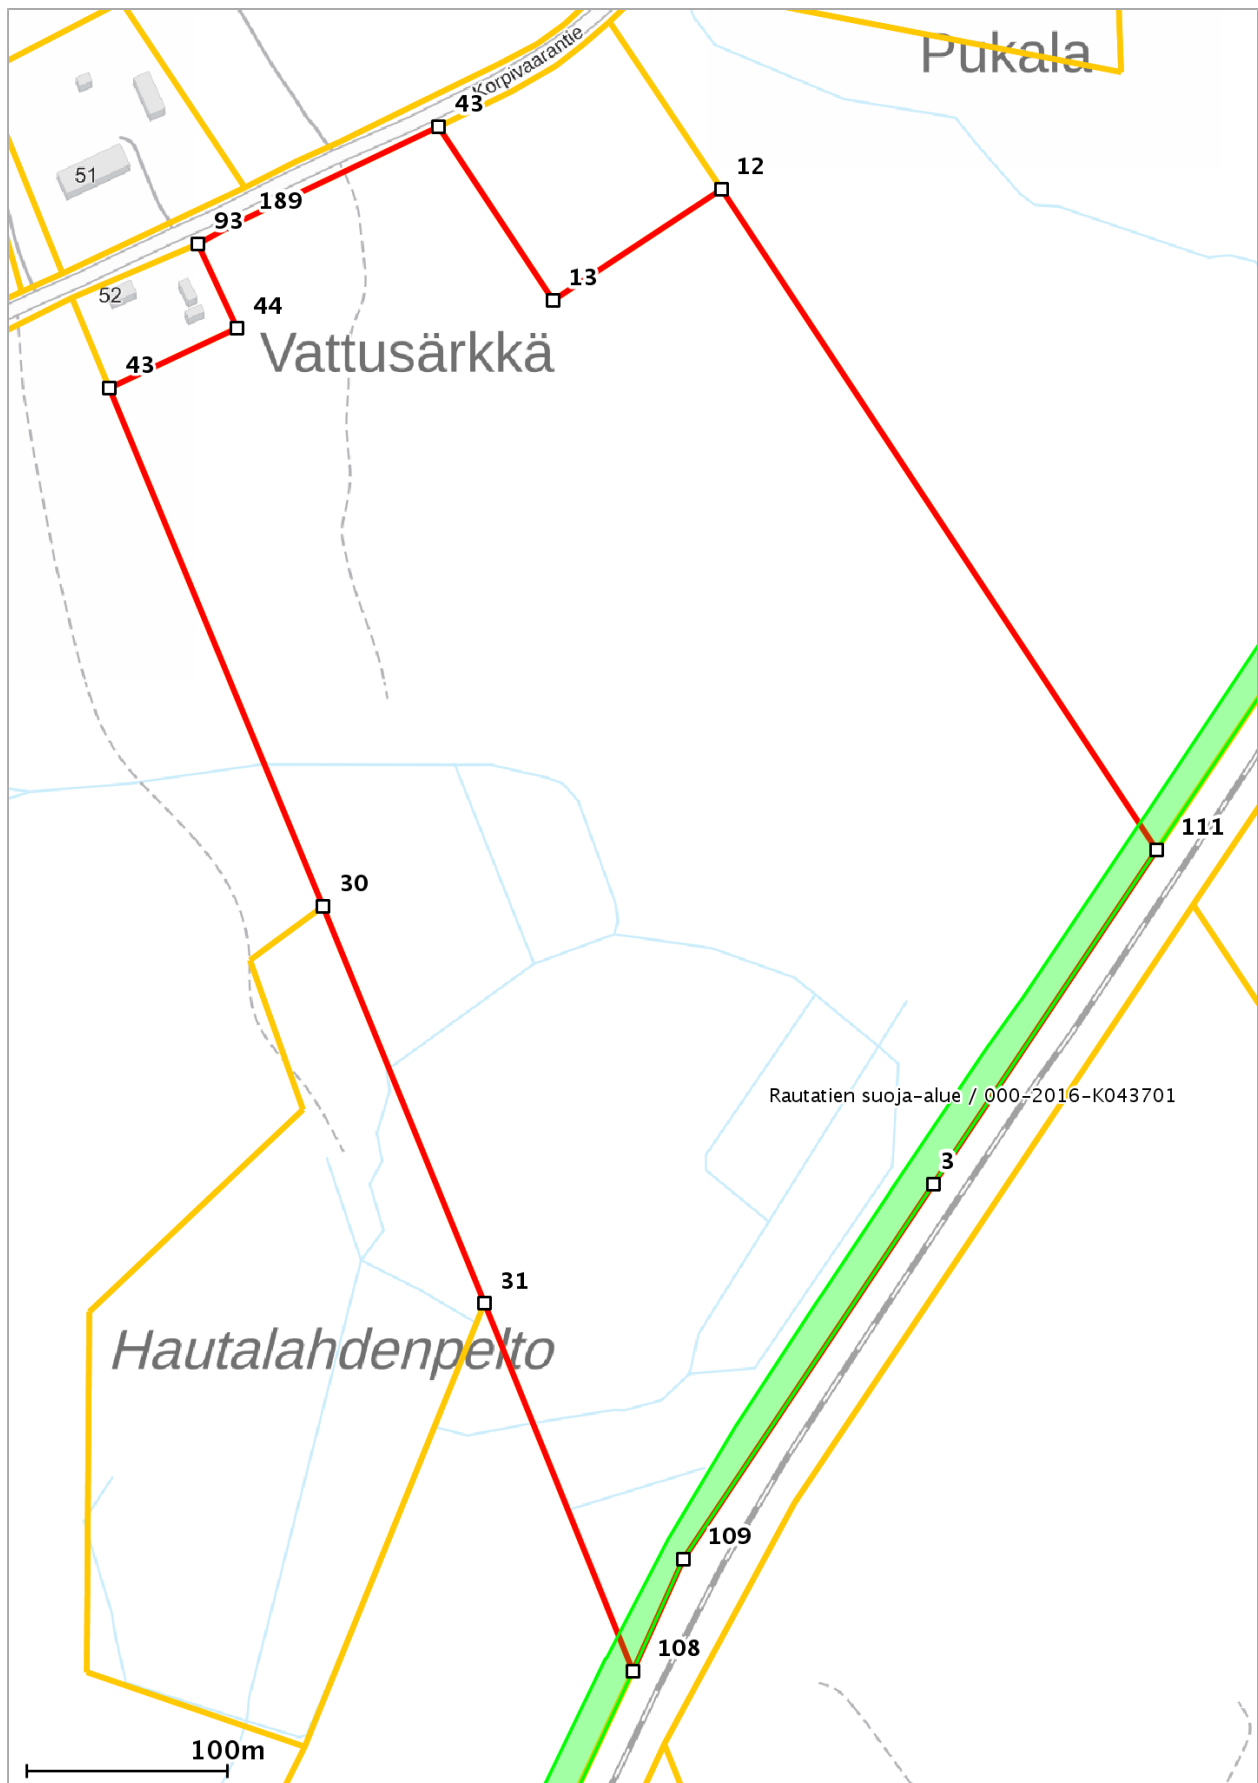 Pukala
Korpivaarantie
43
12
51
189
93
13
52
44
Vattusärkkä
43
111
30
Rautatien suoja-alue / 000-2016-K043701
3
31
Hautalahdenpelto
109
108
100m